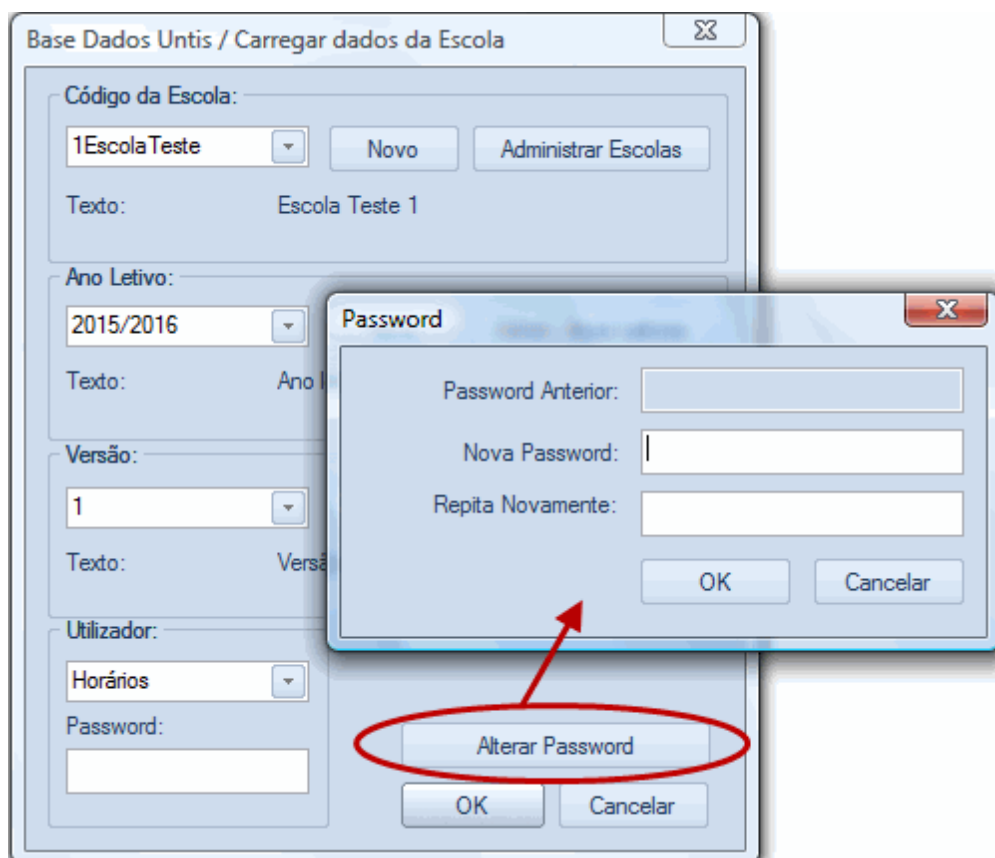 Base Dados Untis / Carregar dados da Escola
Código da Escola:
1EscolaTeste
Novo
Administrar Escolas
Texto:
Escola Teste 1
Ano Letivo:
2015/2016
Texto:
Ano l
Versão:
1
Texto:
Versã
Utilizador:
Horários
Password:
Alterar Password
OK
Cancelar
Password
Password Anterior:
Nova Password:
Repita Novamente:
OK
Cancelar